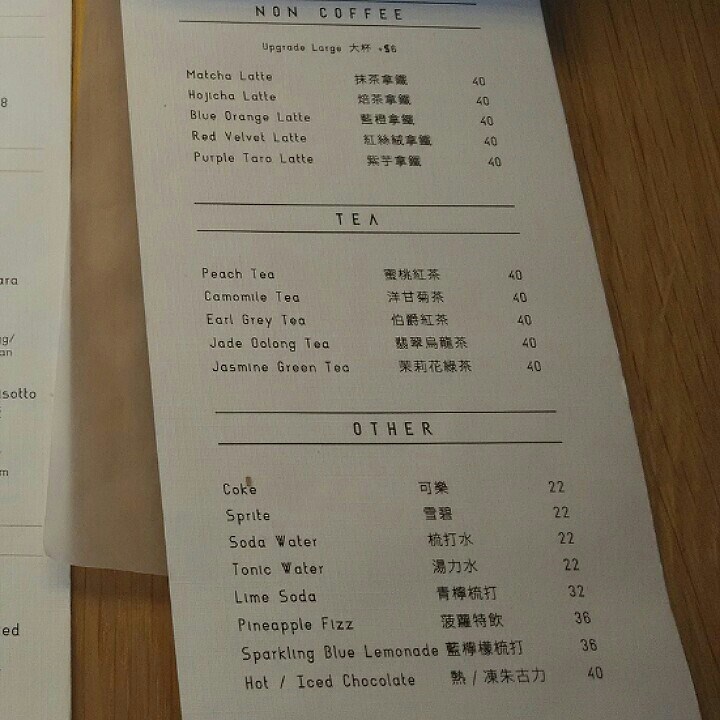 NON COFFEE
Upgrade Large 大杯 +$6
Matcha Latte 抹茶拿鐵 40
Hojicha Latte 焙茶拿鐵 40
Blue Orange Latte 藍橙拿鐵 40
Red Velvet Latte 紅絲絨拿鐵 40
Purple Taro Latte 紫芋拿鐵 40
TEA
Peach Tea 蜜桃紅茶 40
Camomile Tea 洋甘菊茶 40
Earl Grey Tea 伯爵紅茶 40
Jade Oolong Tea 翡翠烏龍茶 40
Jasmine Green Tea 茉莉花綠茶 40
OTHER
Coke 可樂 22
Sprite 雪碧 22
Soda Water 梳打水 22
Tonic Water 湯力水 22
Lime Soda 青檸梳打 32
Pineapple Fizz 菠蘿特飲 36
Sparkling Blue Lemonade 藍檸檬梳打 36
Hot / Iced Chocolate 熱 / 凍朱古力 40